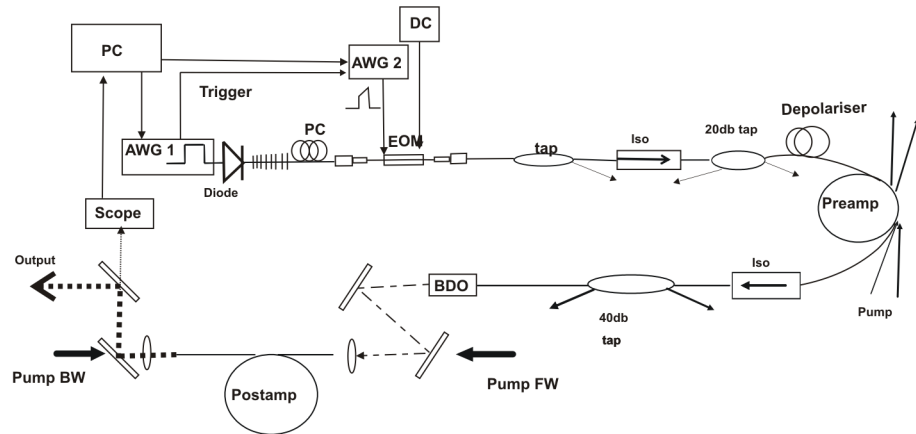 DC
PC
AWG 2
Trigger
Depolariser
PC
Iso
20db tap
AWG 1
EOM
tap
Diode
Preamp
Scope
Iso
Output
BDO
Pump
40db
tap
Pump BW
Pump FW
Postamp